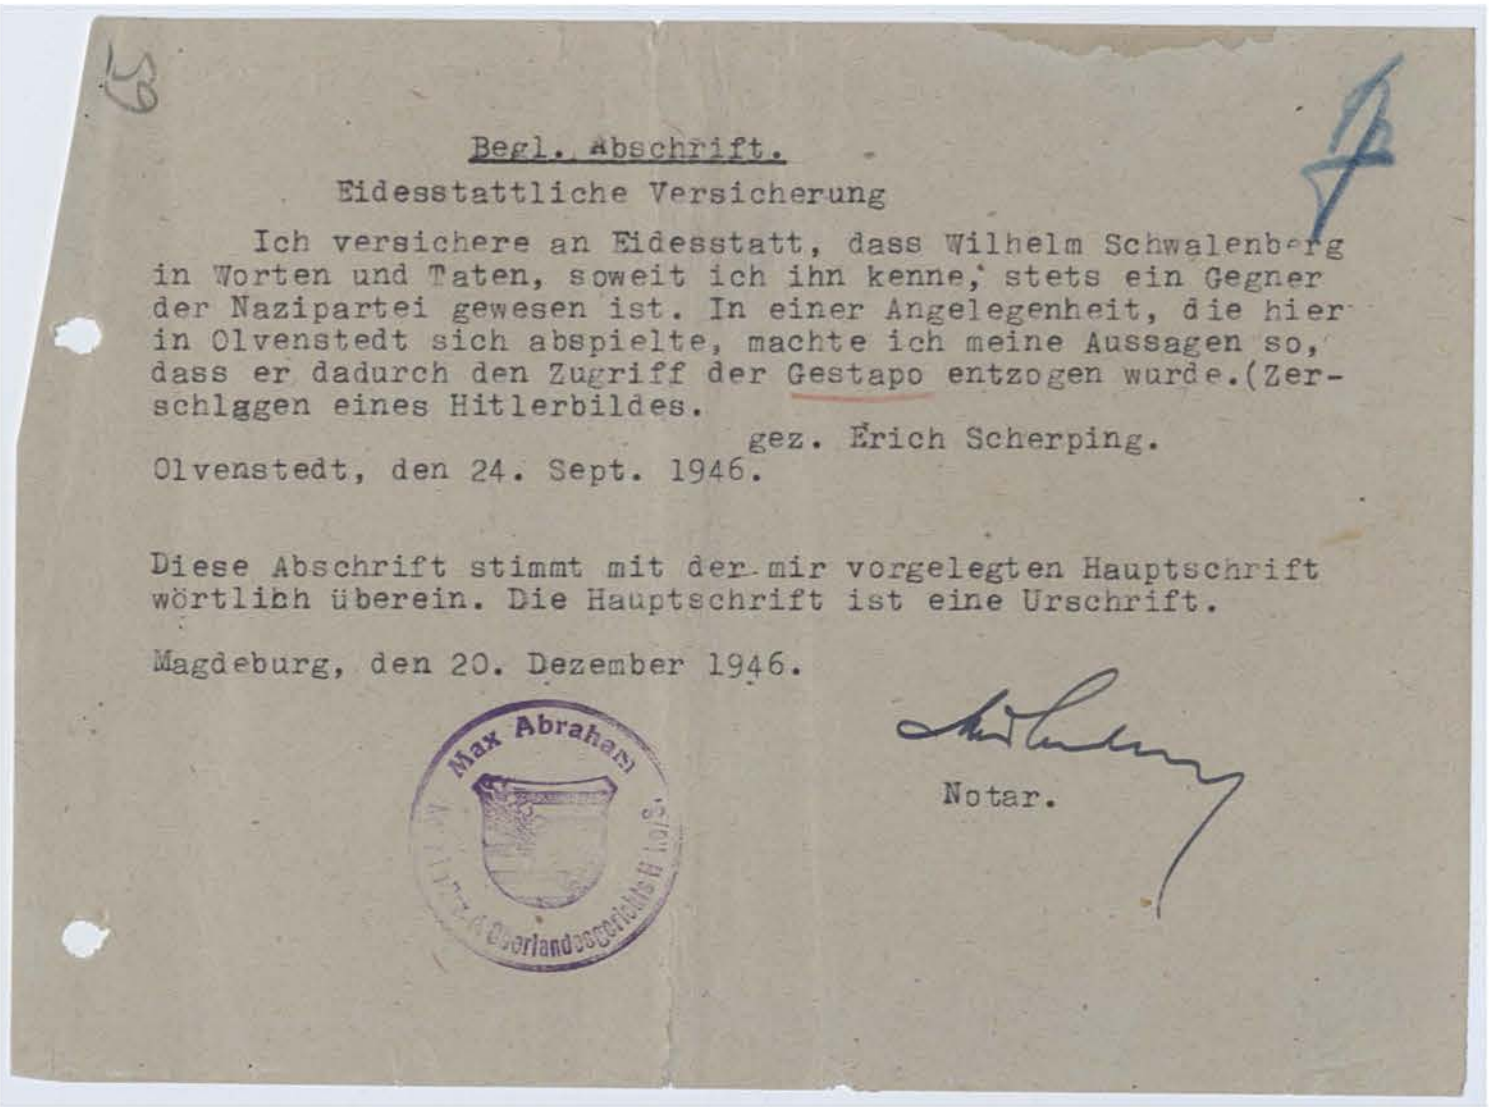 Begl. Abschrift.
Eidesstattliche Versicherung
Ich versichere an Eidesstatt, dass Wilhelm Schwalenberg
in Worten und Taten, soweit ich ihn kenne, stets ein Gegner
der Nazipartei gewesen ist. In einer Angelegenheit, die hier
in Olvenstedt sich abspielte, machte ich meine Aussagen so,
dass er dadurch den Zugriff der Gestapo entzogen wurde.(Zer-
schlagen eines Hitlerbildes.
gez. Erich Scherping.
Olvenstedt, den 24. Sept. 1946.
Diese Abschrift stimmt mit der mir vorgelegten Hauptschrift
wörtlich überein. Die Hauptschrift ist eine Urschrift.
Magdeburg, den 20. Dezember 1946.
Notar.
Max Abraham
Oberlandesgerichts